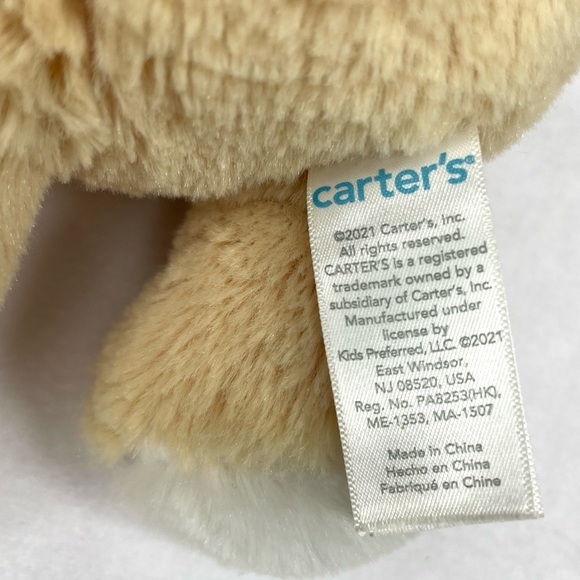 carter's®
©2021 Carter's, Inc.
All rights reserved.
CARTER'S is a registered
trademark owned by a
subsidiary of Carter's, Inc.
Manufactured under
license by
Kids Preferred, LLC. ©2021
East Windsor,
NJ 08520, USA
Reg. No. PA8253(HK),
ME-1353, MA-1507
Made in China
Hecho en China
Fabriqué en Chine